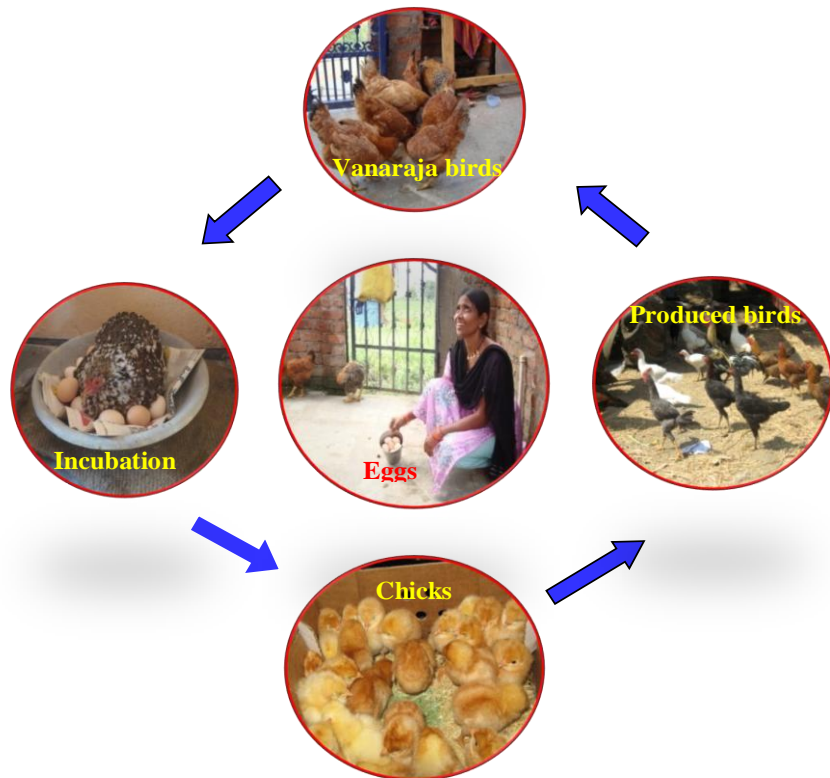 Vanaraja birds
Produced birds
Incubation
Eggs
Chicks